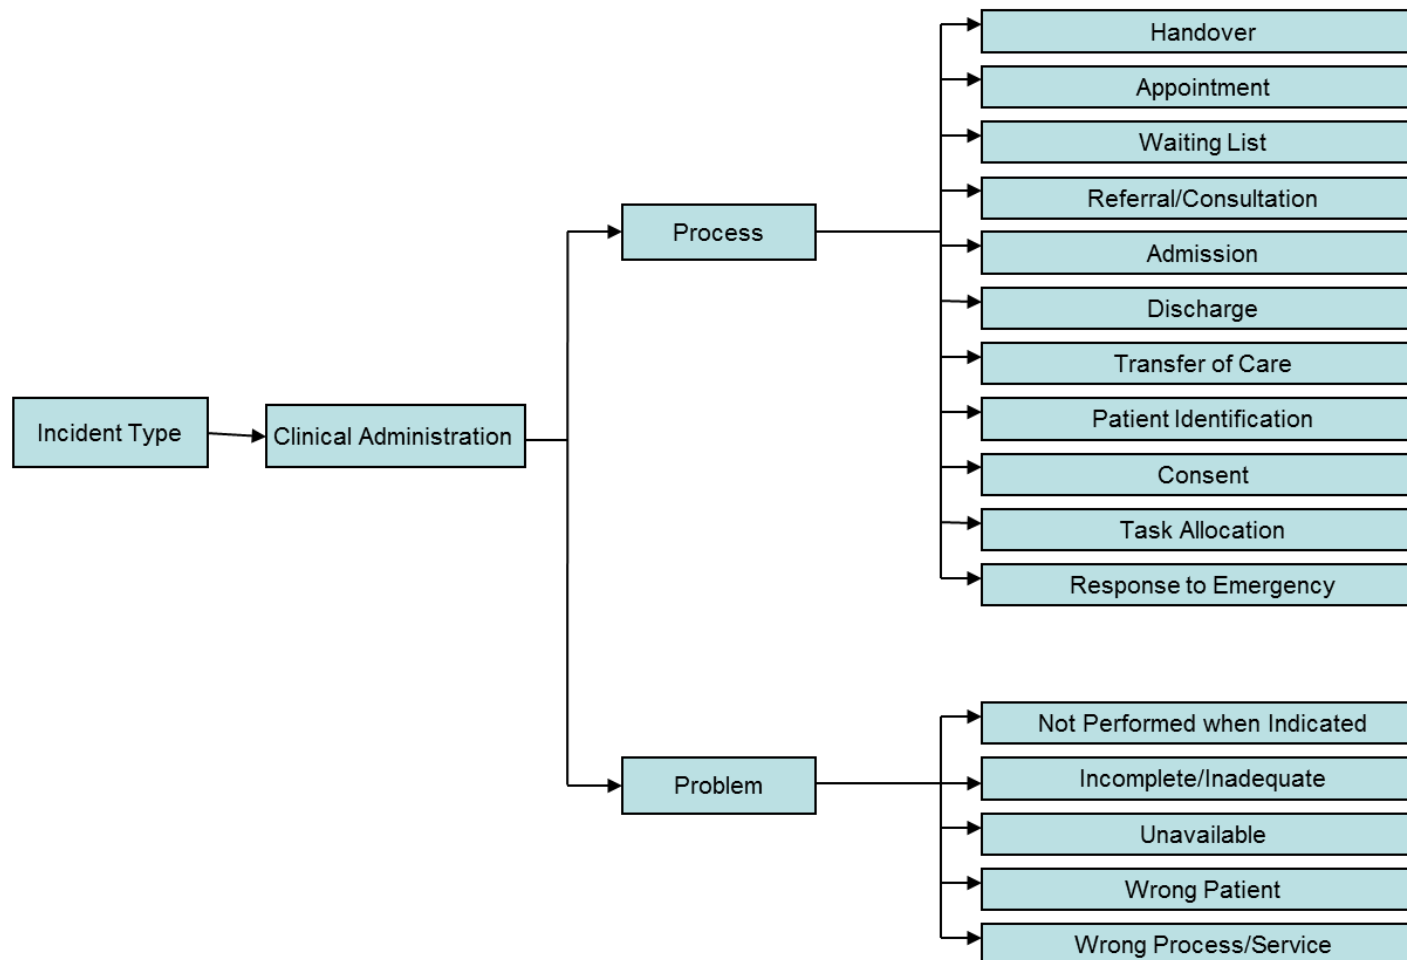 Handover
Appointment
Waiting List
Referral/Consultation
Process
Admission
Discharge
Transfer of Care
Patient Identification
Incident Type
Clinical Administration
Consent
Task Allocation
Response to Emergency
Not Performed when Indicated
Problem
Incomplete/Inadequate
Unavailable
Wrong Patient
Wrong Process/Service